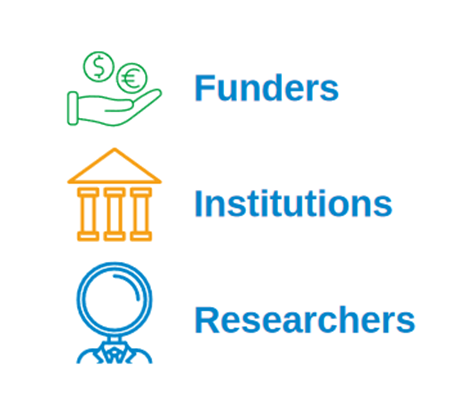 $ €
Funders
Institutions
Researchers